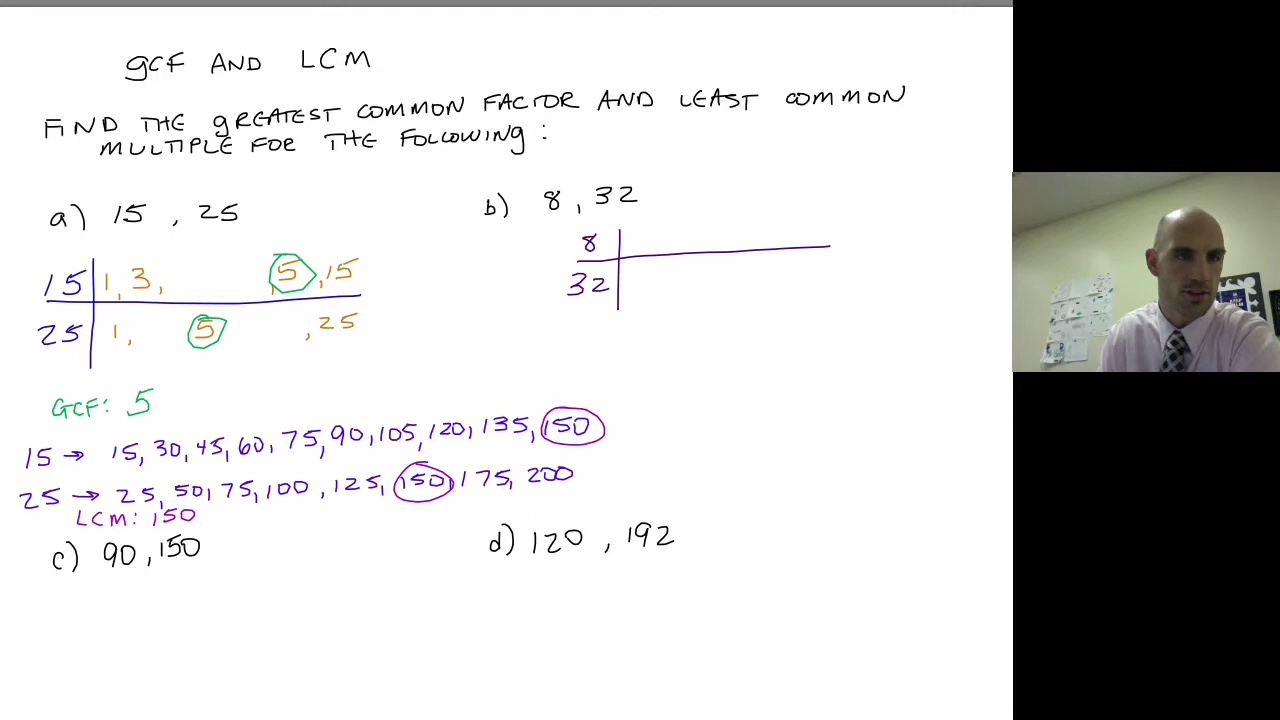 GCF AND LCM
FIND THE GREATEST COMMON FACTOR AND LEAST COMMON
MULTIPLE FOR THE FOLLOWING:
a) 15, 25
15 | 1, 3, 5, 15
25 | 1, 5, 25
GCF: 5
15 → 15, 30, 45, 60, 75, 90, 105, 120, 135, 150
25 → 25, 50, 75, 100, 125, 150, 175, 200
LCM: 150
b) 8, 32
8
32
c) 90, 150
d) 120, 192